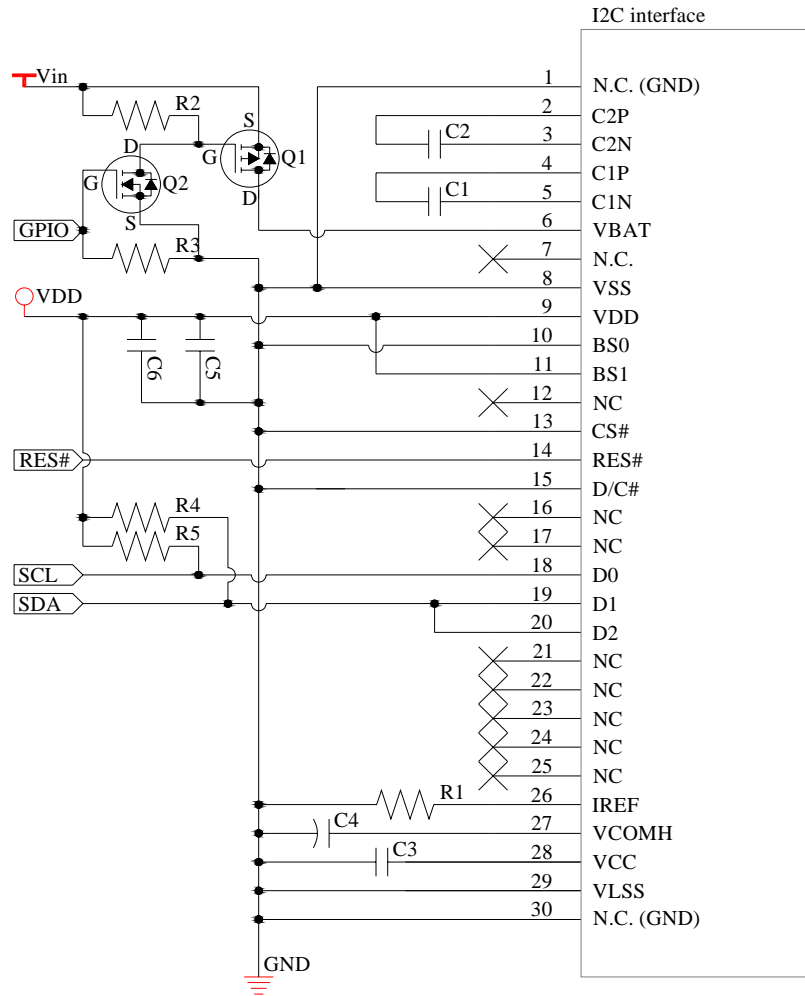 I2C interface
Vin
R2
S
G
Q1
D
D
G
Q2
S
GPIO
R3
VDD
C6
C5
RES#
R4
R5
SCL
SDA
C2
C1
R1
C4
C3
GND
1 N.C. (GND)
2 C2P
3 C2N
4 C1P
5 C1N
6 VBAT
7 N.C.
8 VSS
9 VDD
10 BS0
11 BS1
12 NC
13 CS#
14 RES#
15 D/C#
16 NC
17 NC
18 D0
19 D1
20 D2
21 NC
22 NC
23 NC
24 NC
25 NC
26 IREF
27 VCOMH
28 VCC
29 VLSS
30 N.C. (GND)